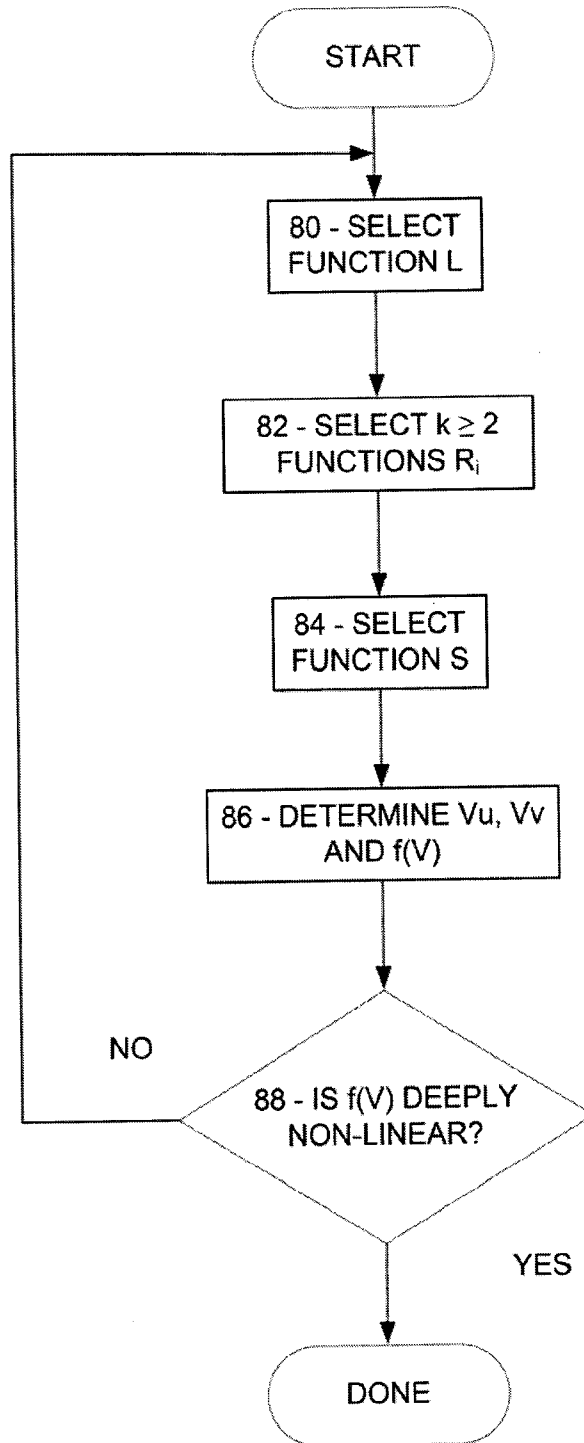 START
80 - SELECT
FUNCTION L
82 - SELECT k ≥ 2
FUNCTIONS Rᵢ
84 - SELECT
FUNCTION S
86 - DETERMINE Vu, Vv
AND f(V)
NO
88 - IS f(V) DEEPLY
NON-LINEAR?
YES
DONE